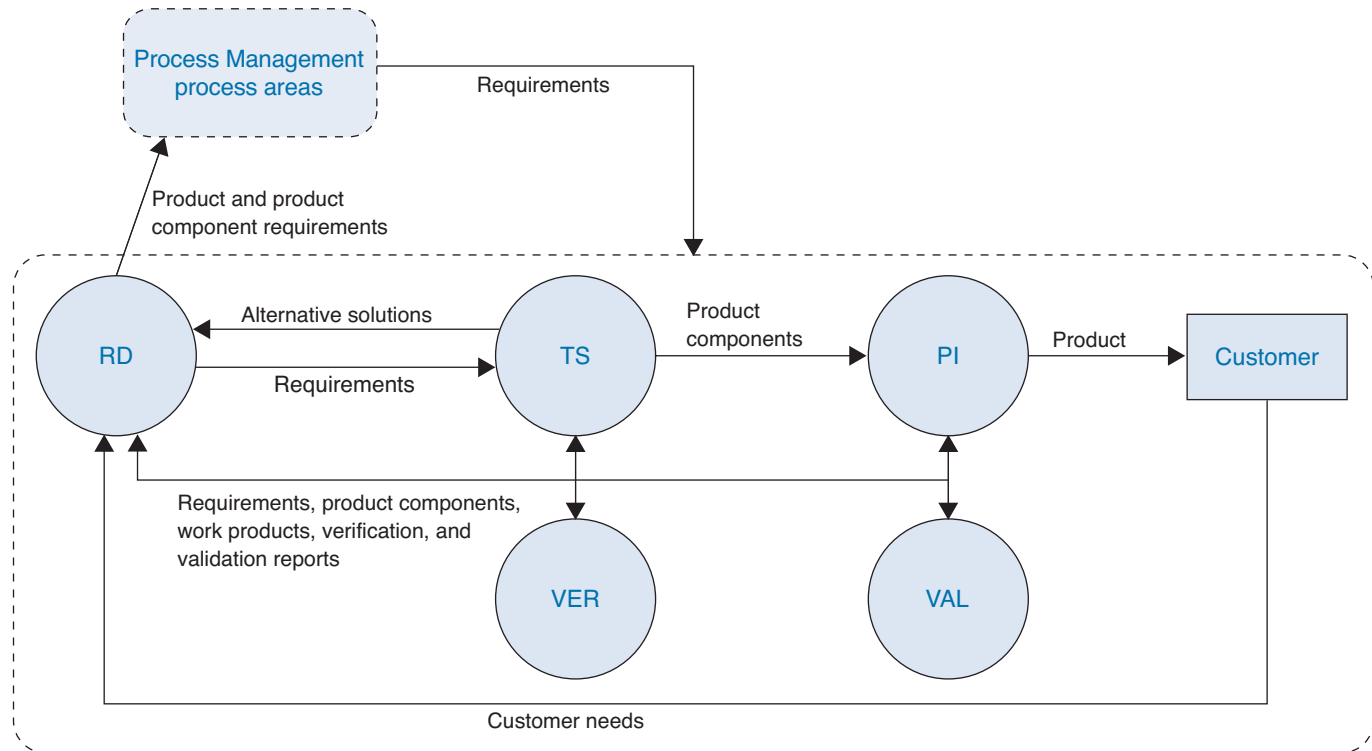 Process Management
process areas
Requirements
Product and product
component requirements
RD
Alternative solutions
Requirements
TS
Product
components
PI
Product
Customer
Requirements, product components,
work products, verification, and
validation reports
VER
VAL
Customer needs